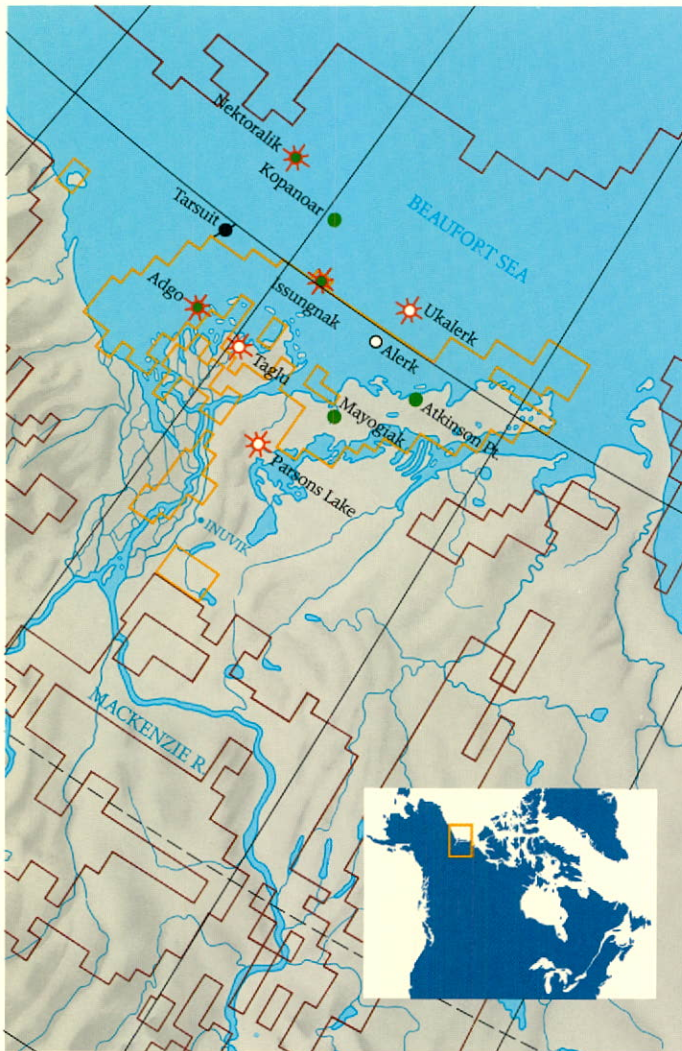 Nektoralik
Kopanoar
BEAUFORT SEA
Tarsuit
Issungnak
Ukalerk
Adgo
Alerk
Taglu
Mayogiak
Atkinson Pt.
Parsons Lake
INUVIK
MACKENZIE R.